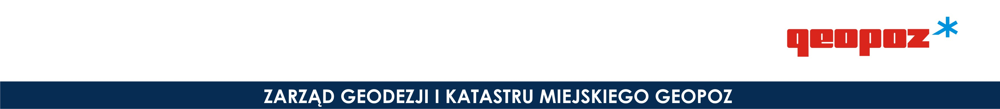 geopoz*
ZARZĄD GEODEZJI I KATASTRU MIEJSKIEGO GEOPOZ